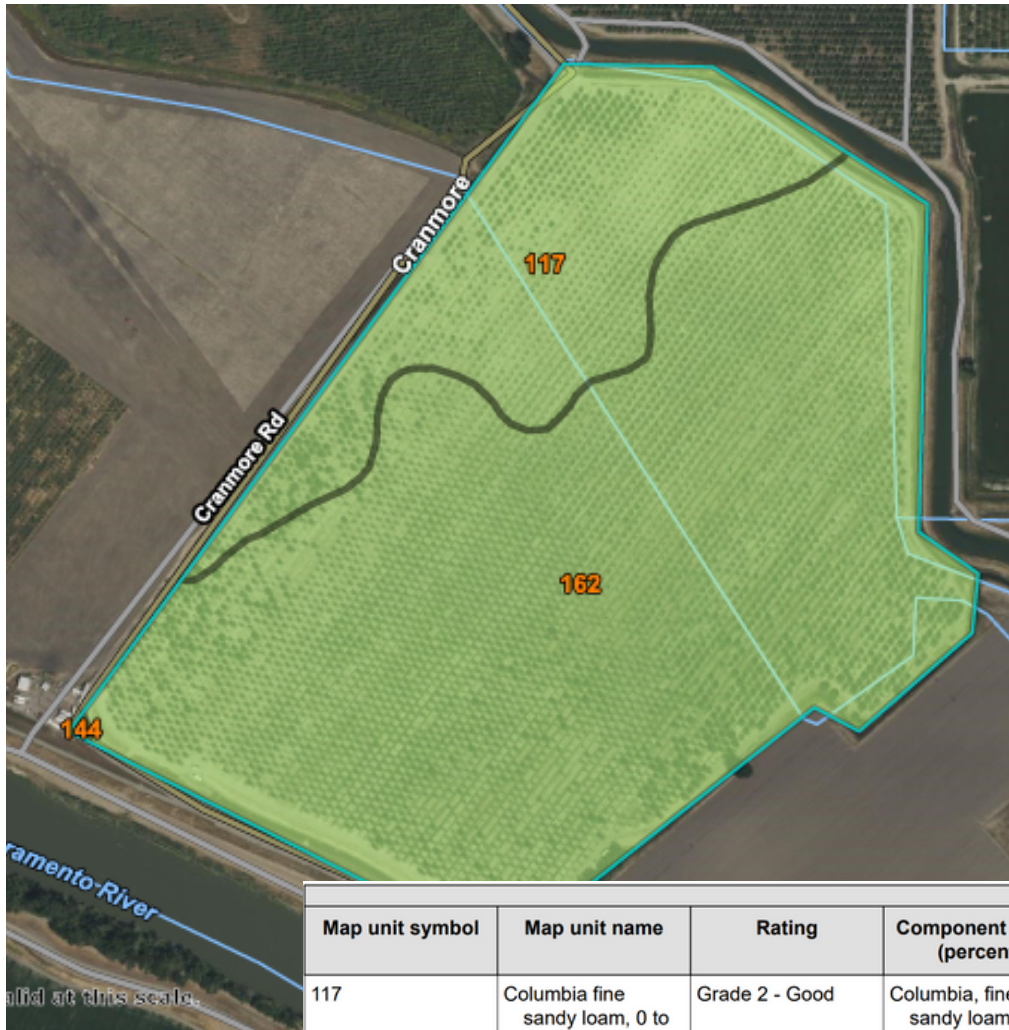 Cranmore
117
Cranmore Rd
162
144
ramento River
alid at this scale.
Map unit symbol Map unit name Rating Component
(percen
117 Columbia fine Grade 2 - Good Columbia, fine
sandy loam, 0 to sandy loam